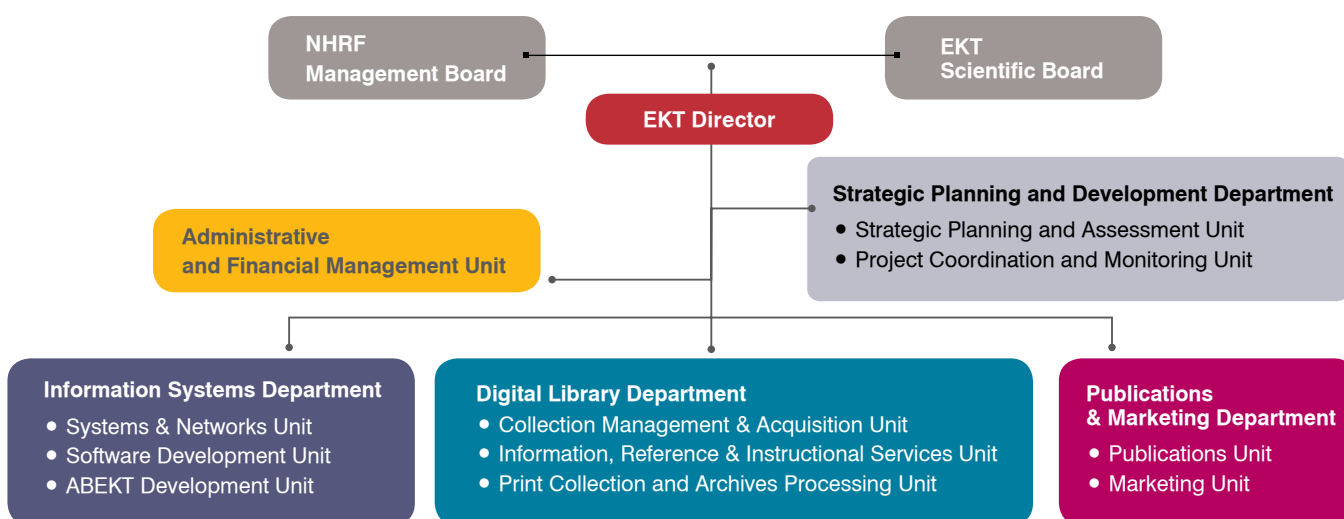 NHRF
Management Board
EKT
Scientific Board
EKT Director
Strategic Planning and Development Department
• Strategic Planning and Assessment Unit
• Project Coordination and Monitoring Unit
Administrative
and Financial Management Unit
Information Systems Department
• Systems & Networks Unit
• Software Development Unit
• ABEKT Development Unit
Digital Library Department
• Collection Management & Acquisition Unit
• Information, Reference & Instructional Services Unit
• Print Collection and Archives Processing Unit
Publications
& Marketing Department
• Publications Unit
• Marketing Unit